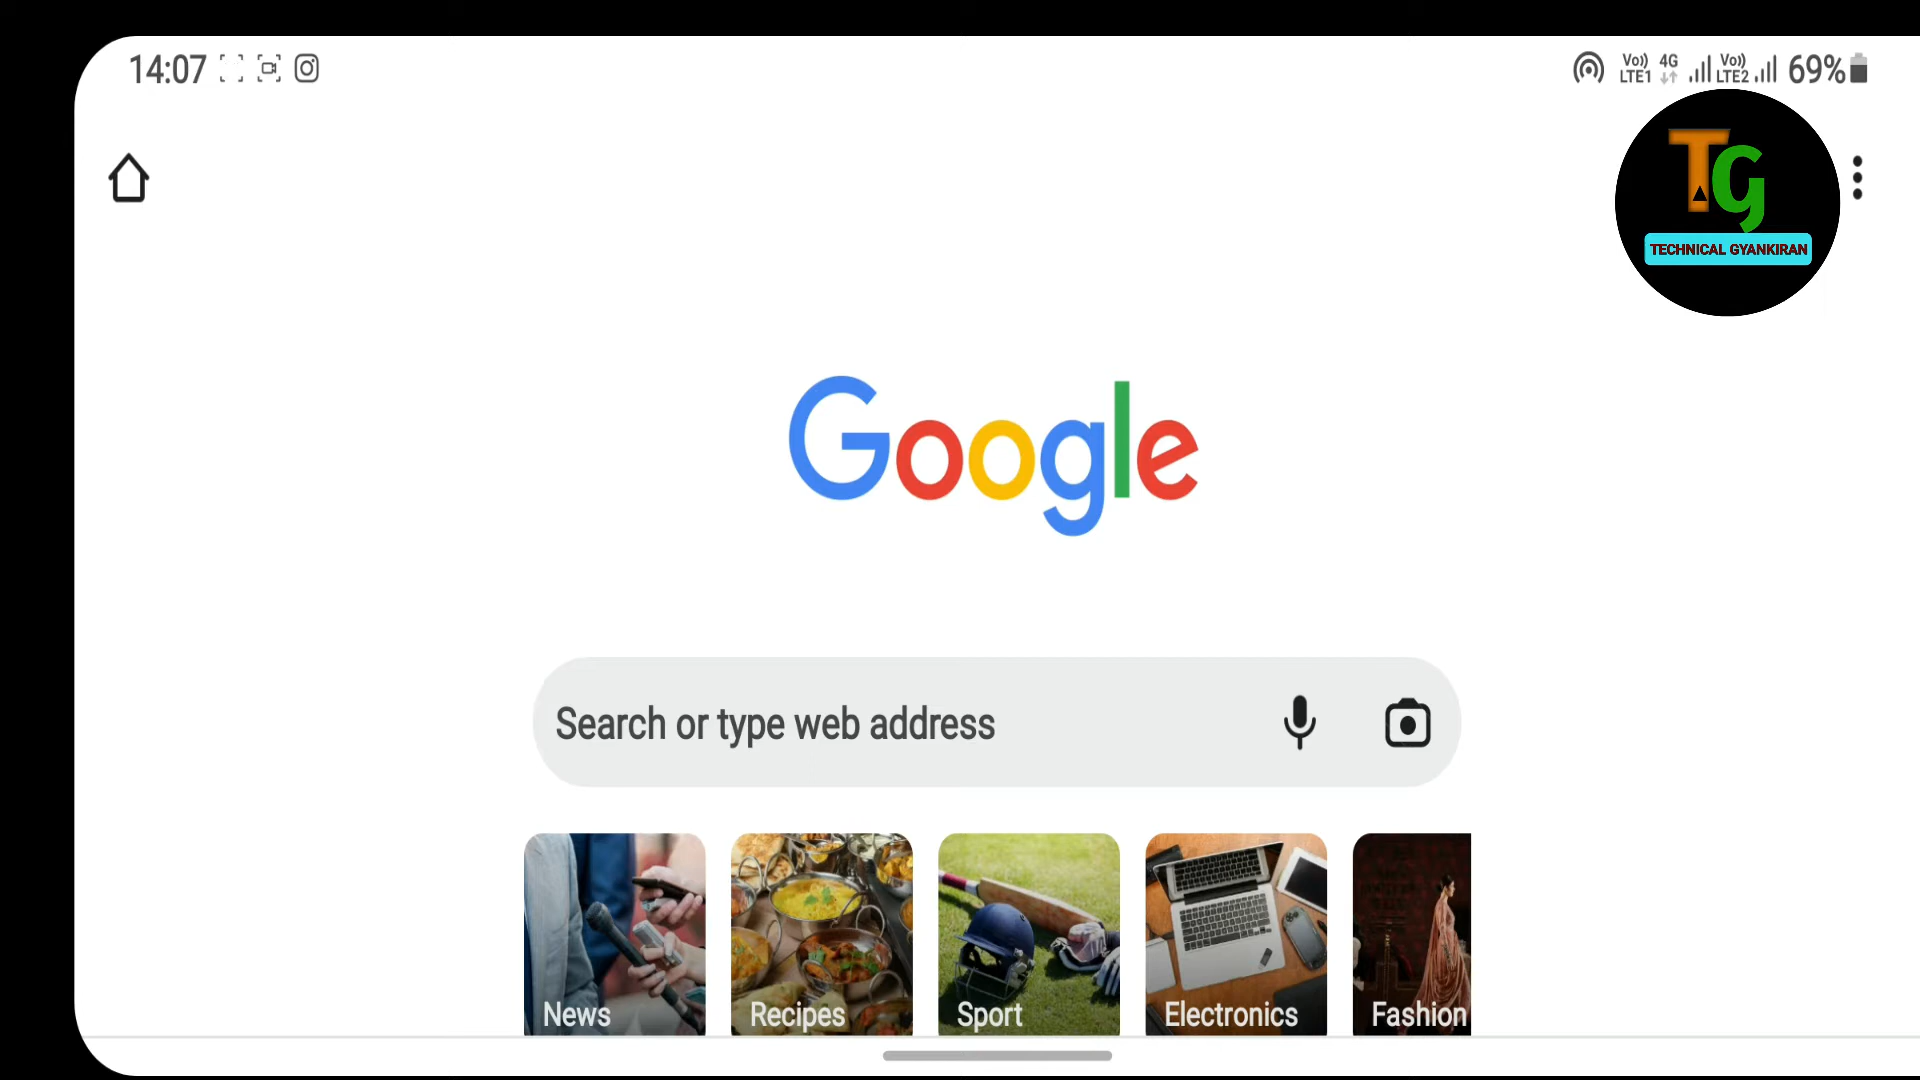 14:07
Vo)) LTE1 4G Vo)) LTE2 69%
TG
TECHNICAL GYANKIRAN
Google
Search or type web address
News Recipes Sport Electronics Fashion